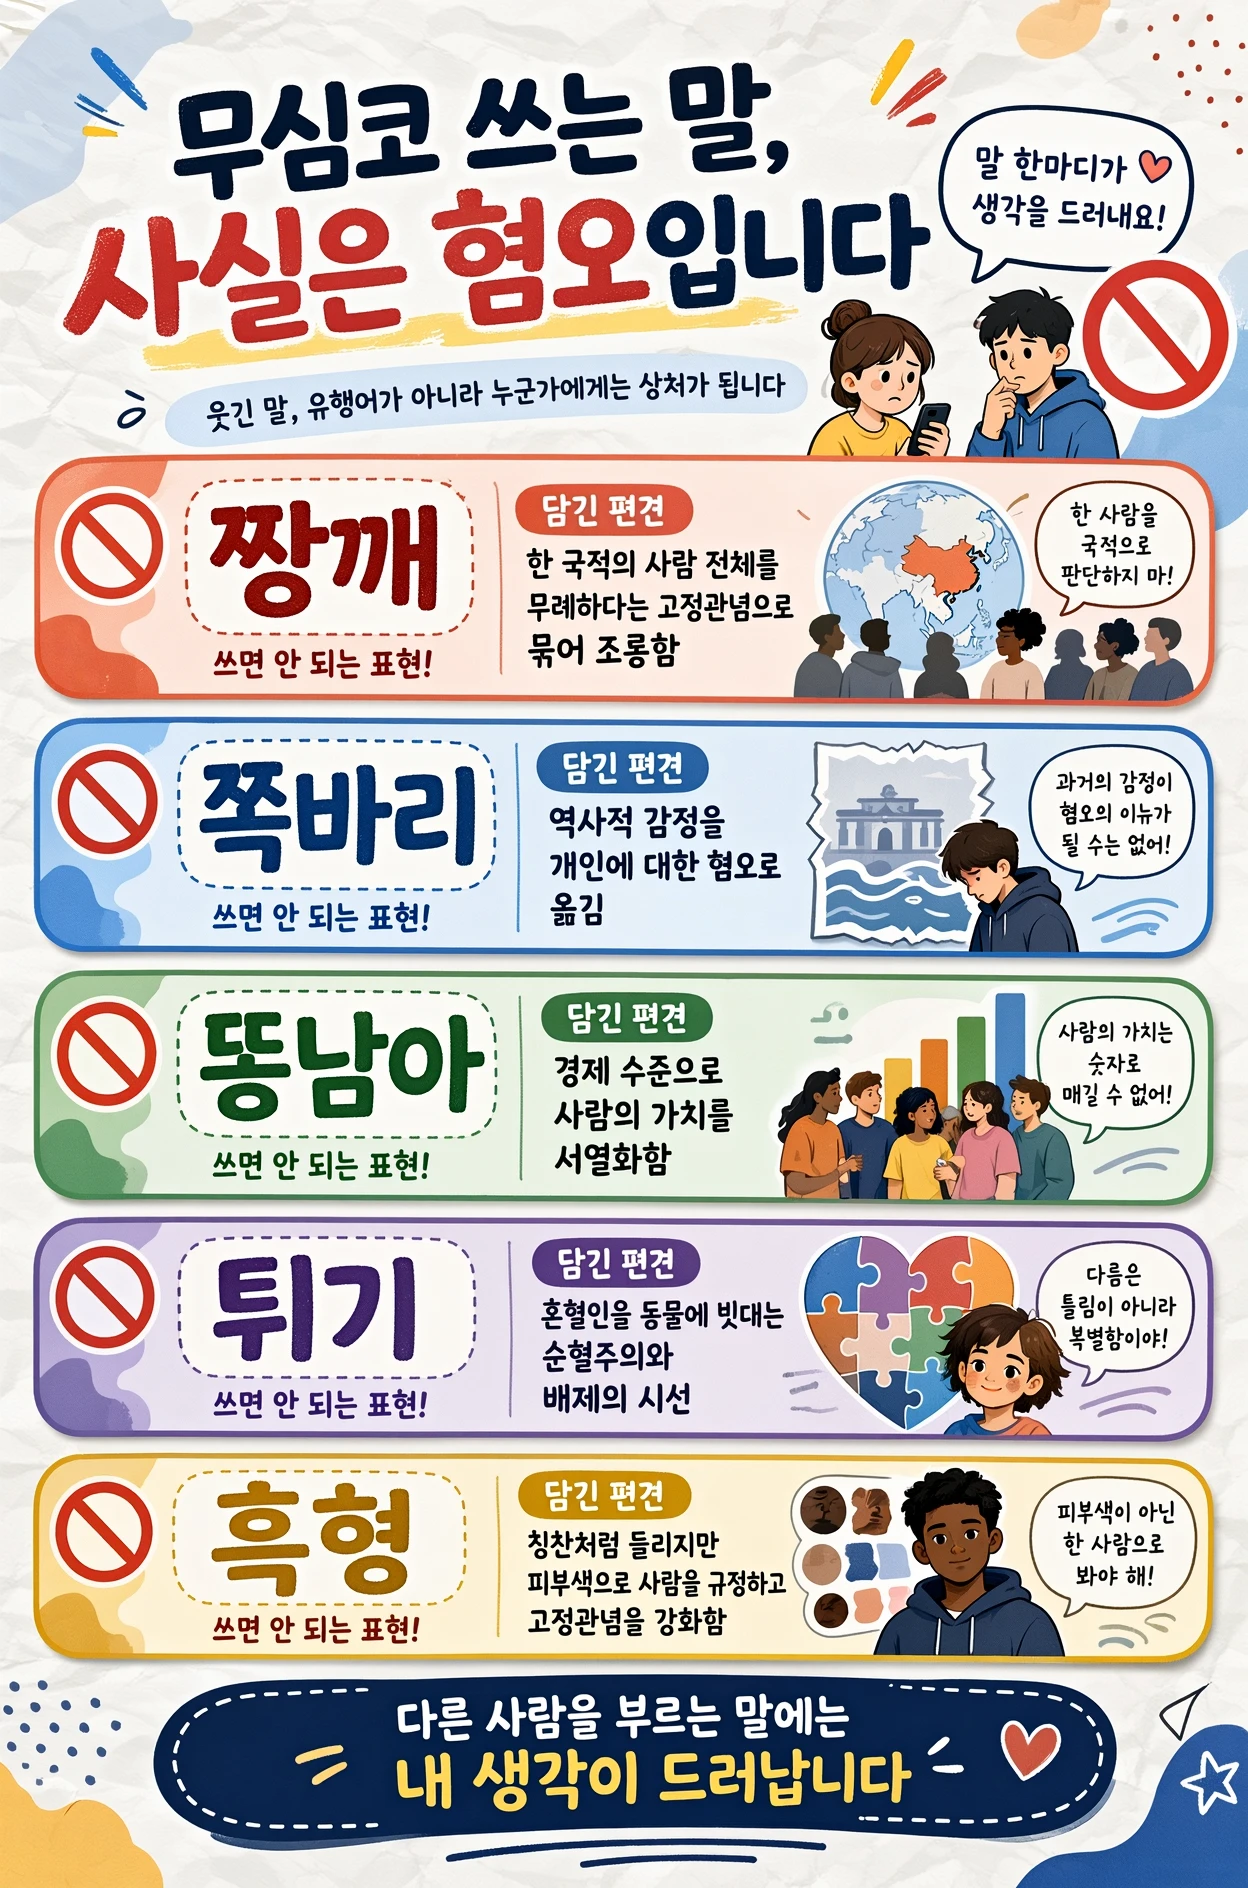 무심코 쓰는 말,
사실은 혐오입니다
말 한마디가
생각을 드러내요!
웃긴 말, 유행어가 아니라 누군가에게는 상처가 됩니다
짱깨
쓰면 안 되는 표현!
담긴 편견
한 국적의 사람 전체를
무례하다는 고정관념으로
묶어 조롱함
한 사람을
국적으로
판단하지 마!
쪽바리
쓰면 안 되는 표현!
담긴 편견
역사적 감정을
개인에 대한 혐오로
옮김
과거의 감정이
혐오의 이뉴가
될 수는 없어!
똥남아
쓰면 안 되는 표현!
담긴 편견
경제 수준으로
사람의 가치를
서열화함
사람의 가치는
숫자로
매길 수 없어!
튀기
쓰면 안 되는 표현!
담긴 편견
혼혈인을 동물에 빗대는
순혈주의와
배제의 시선
다름은
틀림이 아니라
복별함이야!
흑형
쓰면 안 되는 표현!
담긴 편견
칭찬처럼 들리지만
피부색으로 사람을 규정하고
고정관념을 강화함
피부색이 아닌
한 사람으로
봐야 해!
다른 사람을 부르는 말에는
내 생각이 드러납니다